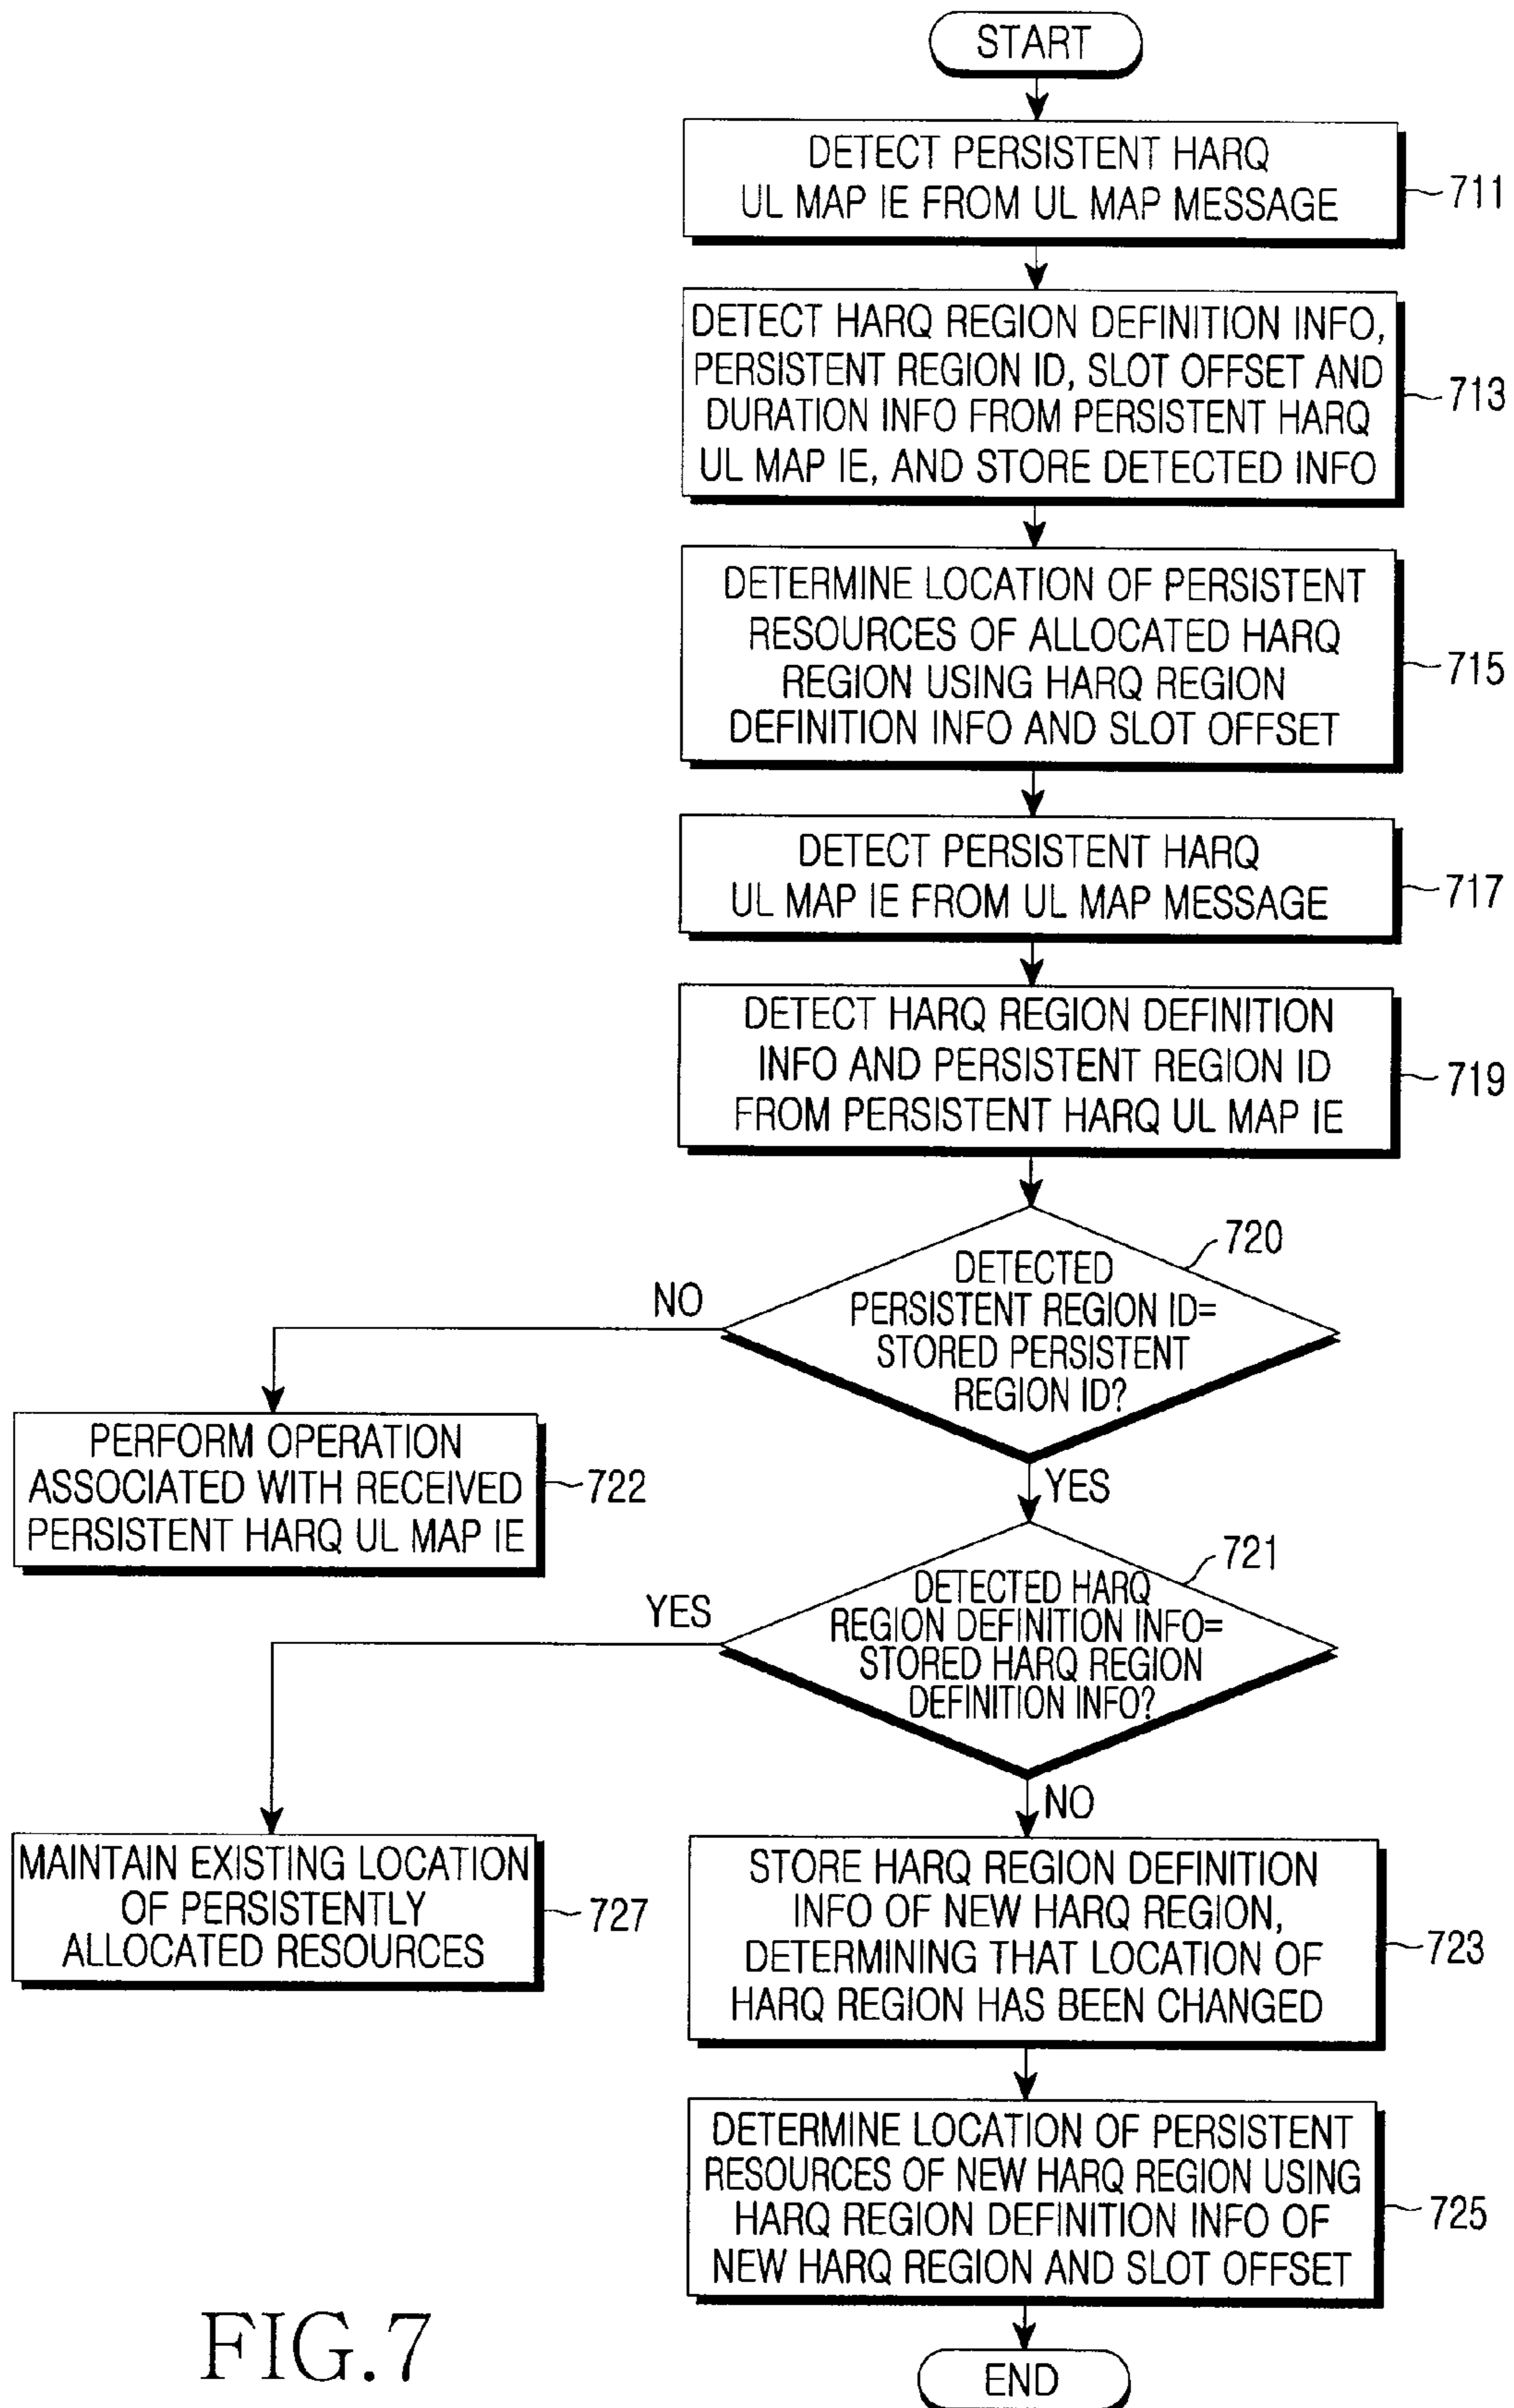 START
DETECT PERSISTENT HARQ
UL MAP IE FROM UL MAP MESSAGE
711
DETECT HARQ REGION DEFINITION INFO,
PERSISTENT REGION ID, SLOT OFFSET AND
DURATION INFO FROM PERSISTENT HARQ
UL MAP IE, AND STORE DETECTED INFO
713
DETERMINE LOCATION OF PERSISTENT
RESOURCES OF ALLOCATED HARQ
REGION USING HARQ REGION
DEFINITION INFO AND SLOT OFFSET
715
DETECT PERSISTENT HARQ
UL MAP IE FROM UL MAP MESSAGE
717
DETECT HARQ REGION DEFINITION
INFO AND PERSISTENT REGION ID
FROM PERSISTENT HARQ UL MAP IE
719
720
DETECTED
PERSISTENT REGION ID=
STORED PERSISTENT
REGION ID?
NO
YES
PERFORM OPERATION
ASSOCIATED WITH RECEIVED
PERSISTENT HARQ UL MAP IE
722
721
DETECTED HARQ
REGION DEFINITION INFO=
STORED HARQ REGION
DEFINITION INFO?
YES
NO
MAINTAIN EXISTING LOCATION
OF PERSISTENTLY
ALLOCATED RESOURCES
727
STORE HARQ REGION DEFINITION
INFO OF NEW HARQ REGION,
DETERMINING THAT LOCATION OF
HARQ REGION HAS BEEN CHANGED
723
DETERMINE LOCATION OF PERSISTENT
RESOURCES OF NEW HARQ REGION USING
HARQ REGION DEFINITION INFO OF
NEW HARQ REGION AND SLOT OFFSET
725
END
FIG.7